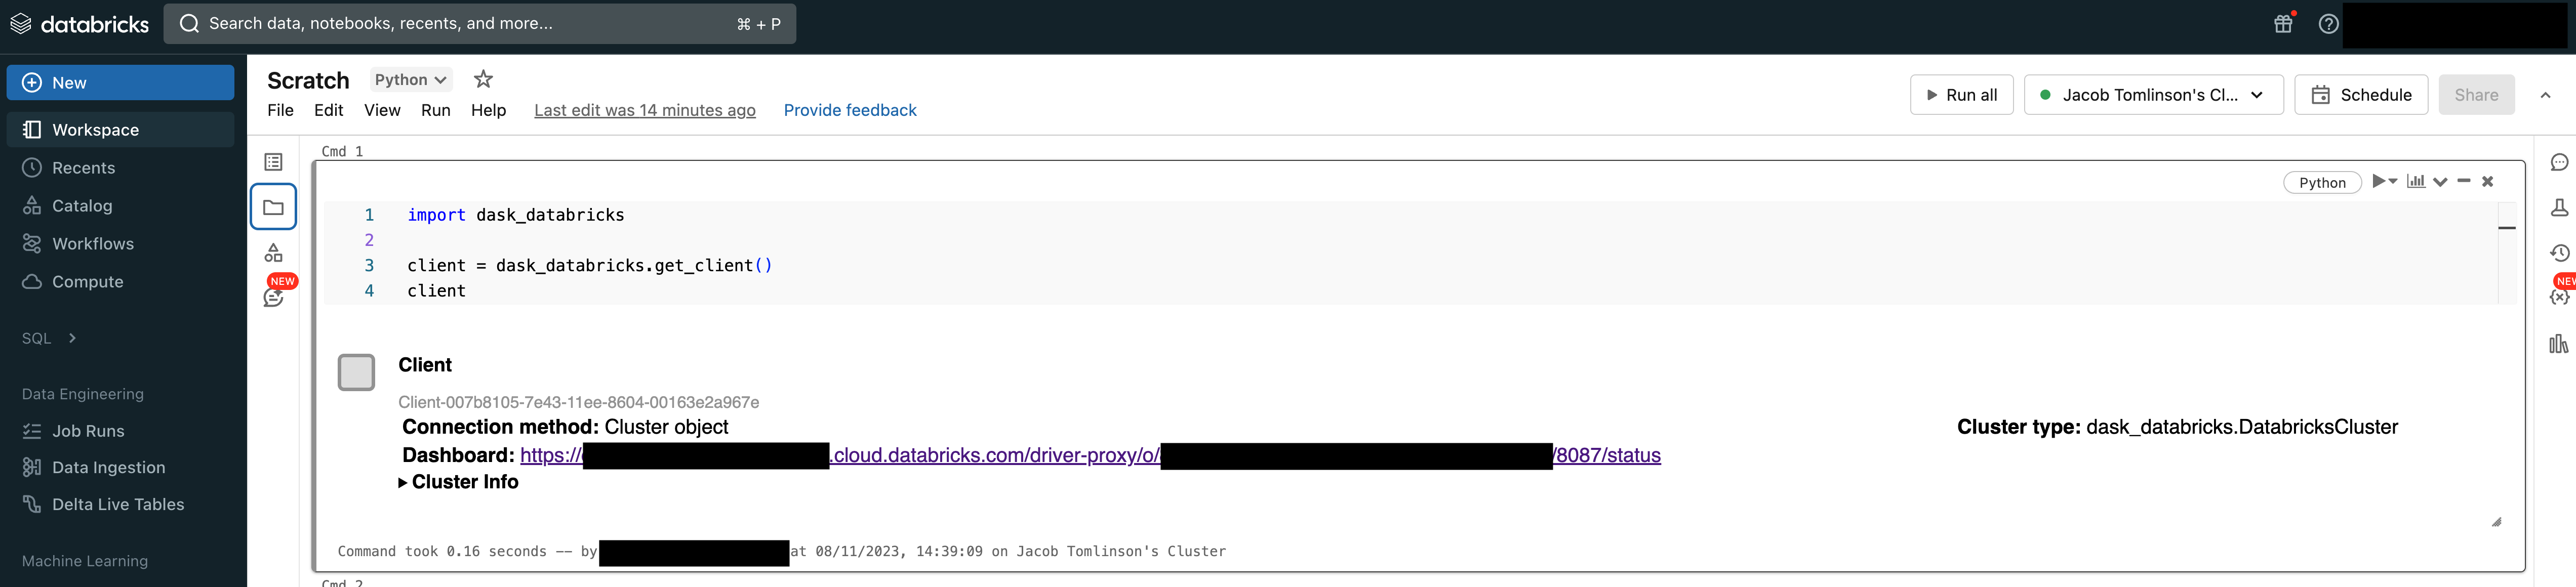 databricks
Search data, notebooks, recents, and more...
⌘ + P
New
Workspace
Recents
Catalog
Workflows
Compute
SQL
Data Engineering
Job Runs
Data Ingestion
Delta Live Tables
Machine Learning
Scratch
Python
File Edit View Run Help Last edit was 14 minutes ago Provide feedback
Run all
Jacob Tomlinson's Cl...
Schedule
Share
NEW
Cmd 1
Python
1 import dask_databricks
2
3 client = dask_databricks.get_client()
4 client
Client
Client-007b8105-7e43-11ee-8604-00163e2a967e
Connection method: Cluster object
Cluster type: dask_databricks.DatabricksCluster
Dashboard: https:// .cloud.databricks.com/driver-proxy/o/ /8087/status
Cluster Info
Command took 0.16 seconds -- by at 08/11/2023, 14:39:09 on Jacob Tomlinson's Cluster
Cmd 2